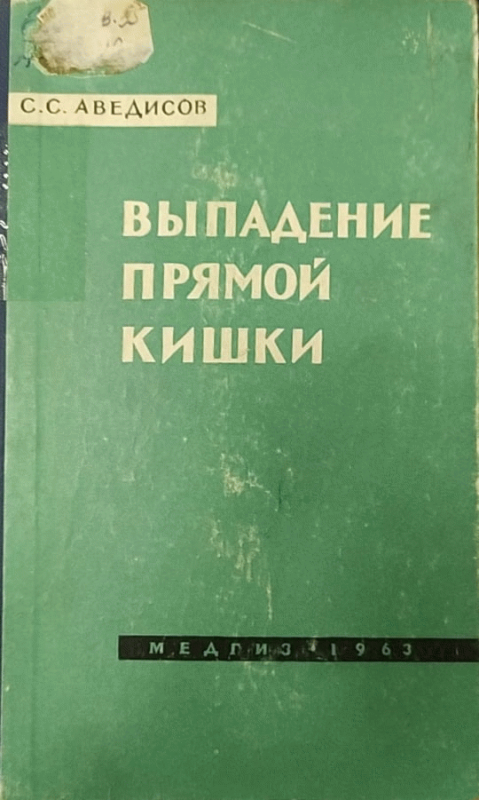 С.С. АВЕДИСОВ
ВЫПАДЕНИЕ
ПРЯМОЙ
КИШКИ
МЕДГИЗ · 1963